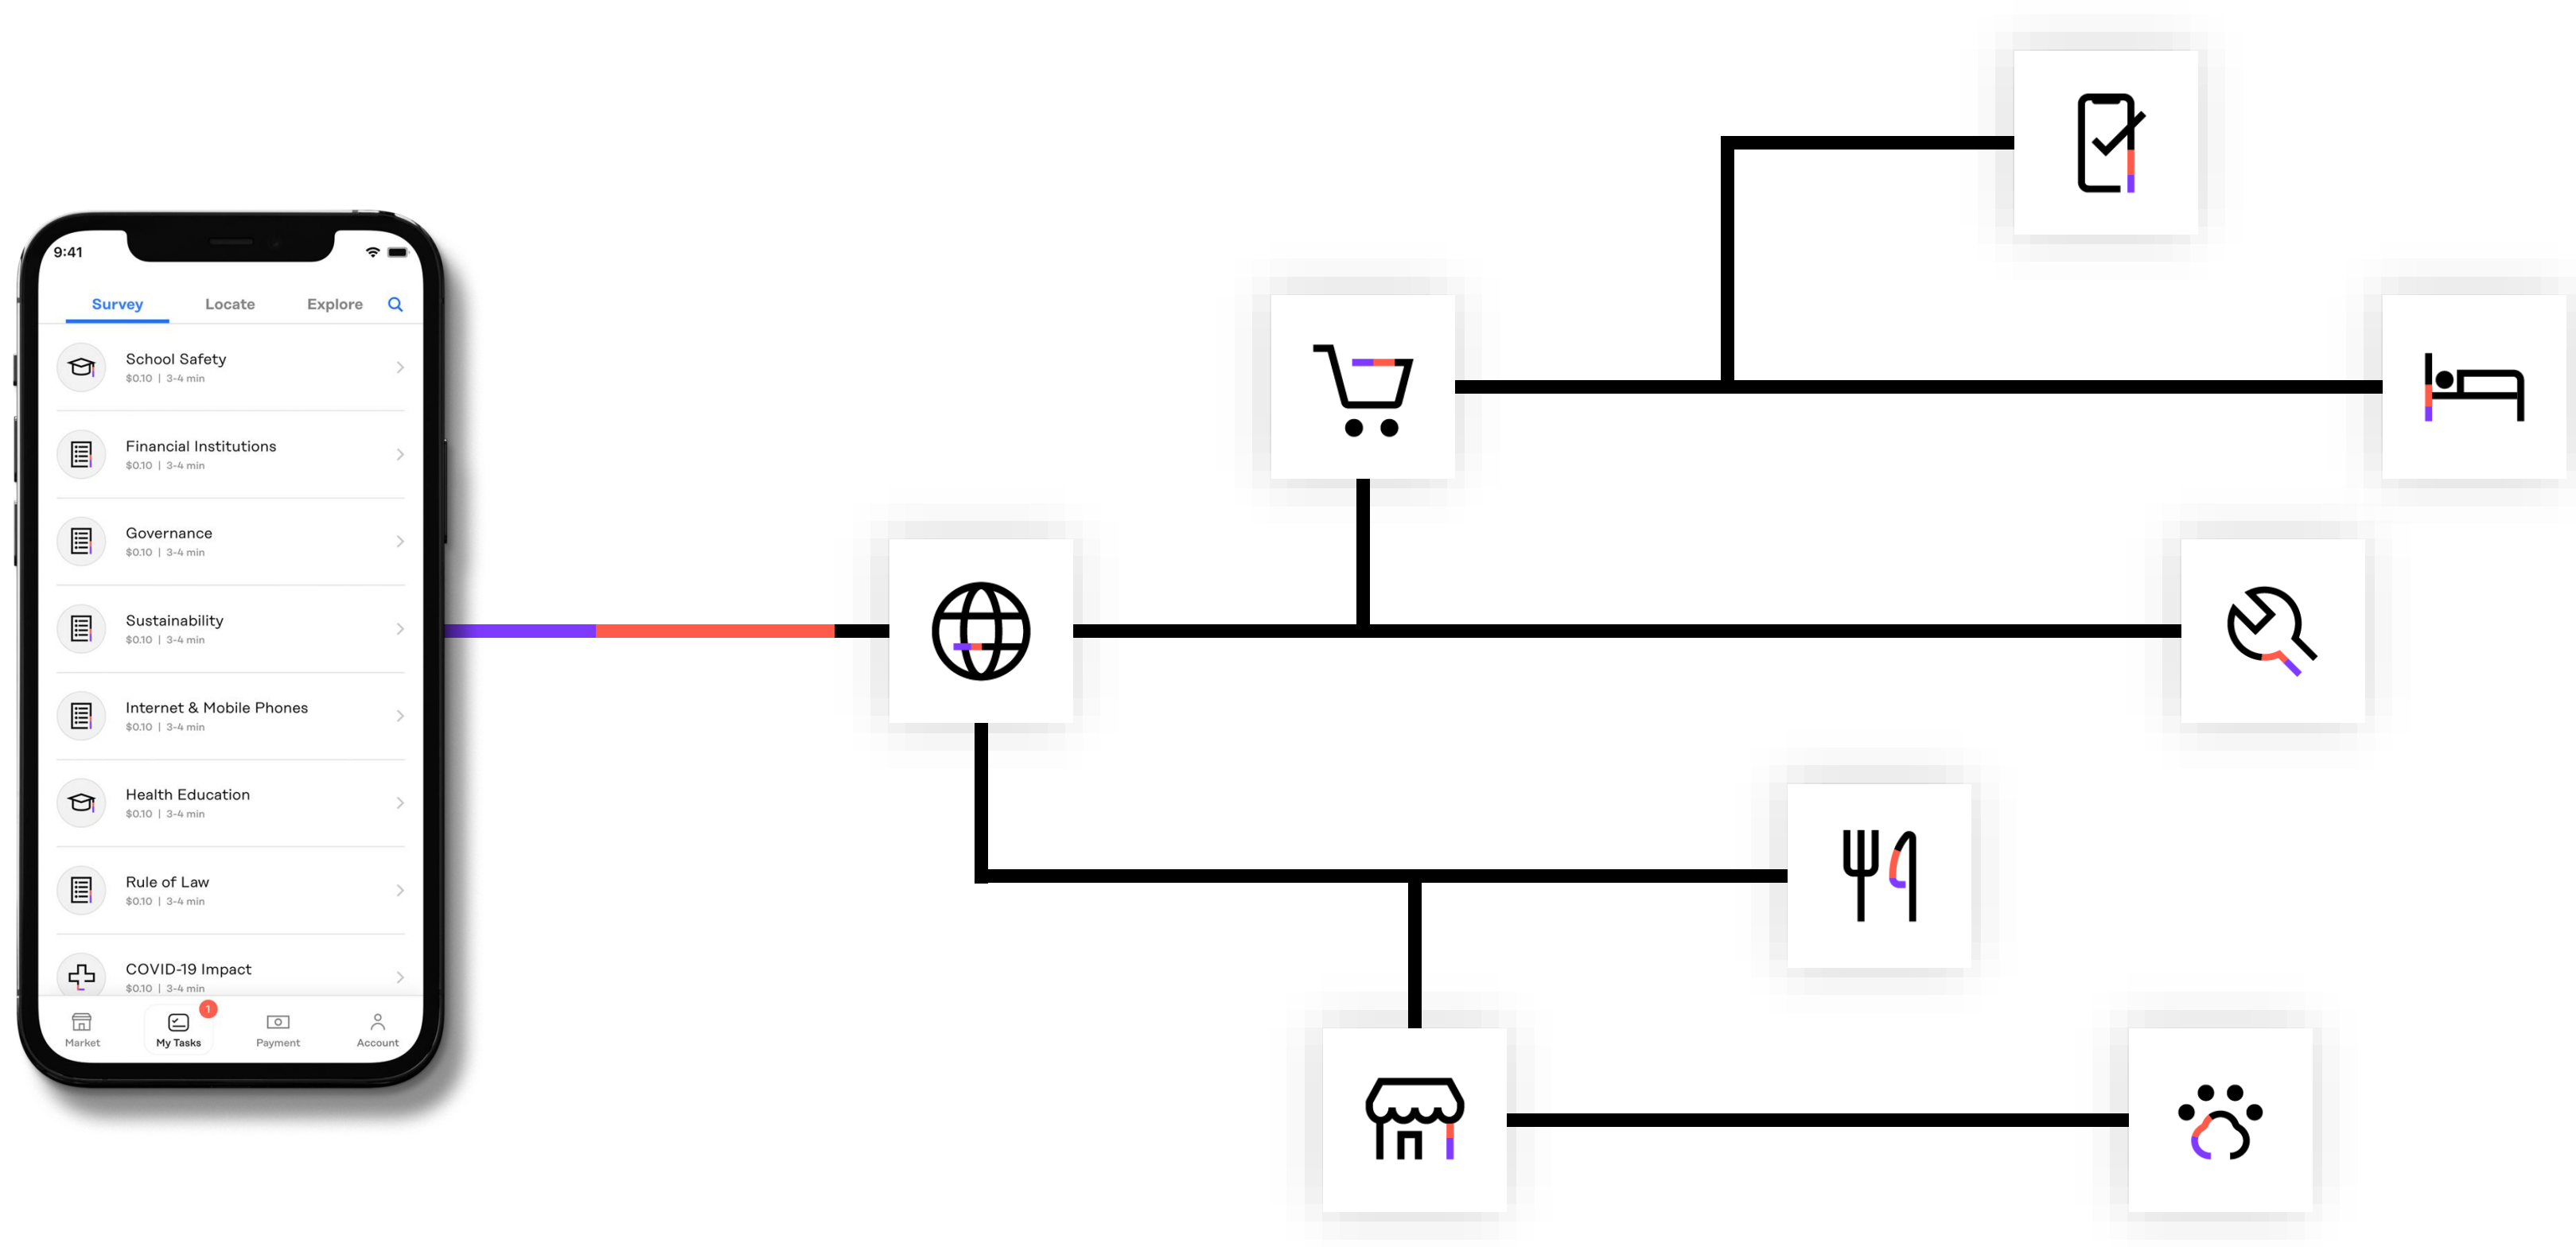 9:41
Survey Locate Explore
School Safety
$0.10 | 3-4 min
Financial Institutions
$0.10 | 3-4 min
Governance
$0.10 | 3-4 min
Sustainability
$0.10 | 3-4 min
Internet & Mobile Phones
$0.10 | 3-4 min
Health Education
$0.10 | 3-4 min
Rule of Law
$0.10 | 3-4 min
COVID-19 Impact
$0.10 | 3-4 min
1
Market My Tasks Payment Account